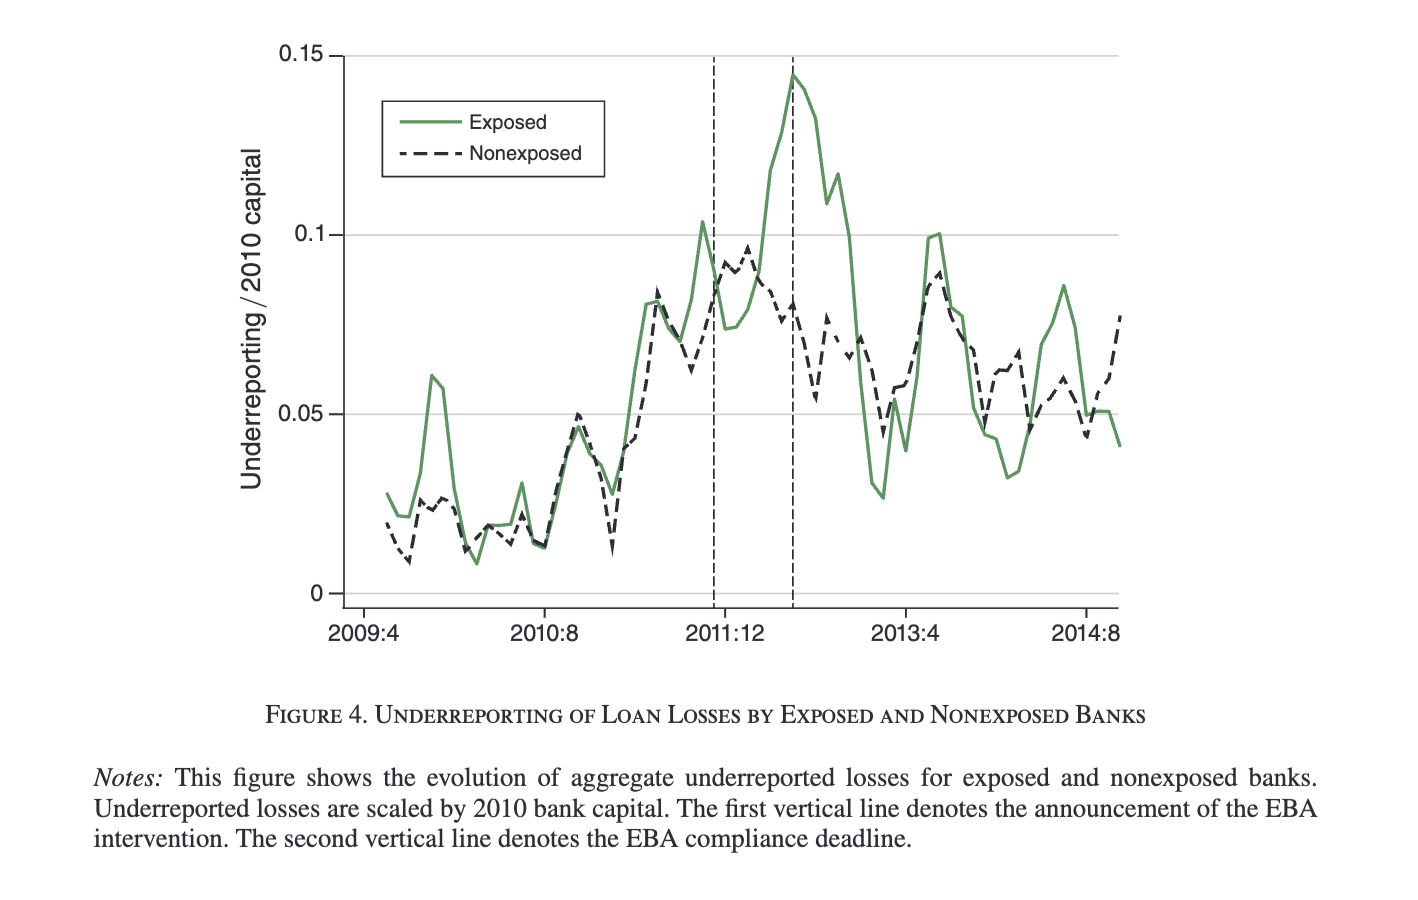 0.15
Exposed
Nonexposed
0.1
0.05
0
Underreporting / 2010 capital
2009:4 2010:8 2011:12 2013:4 2014:8
FIGURE 4. UNDERREPORTING OF LOAN LOSSES BY EXPOSED AND NONEXPOSED BANKS
Notes: This figure shows the evolution of aggregate underreported losses for exposed and nonexposed banks.
Underreported losses are scaled by 2010 bank capital. The first vertical line denotes the announcement of the EBA
intervention. The second vertical line denotes the EBA compliance deadline.